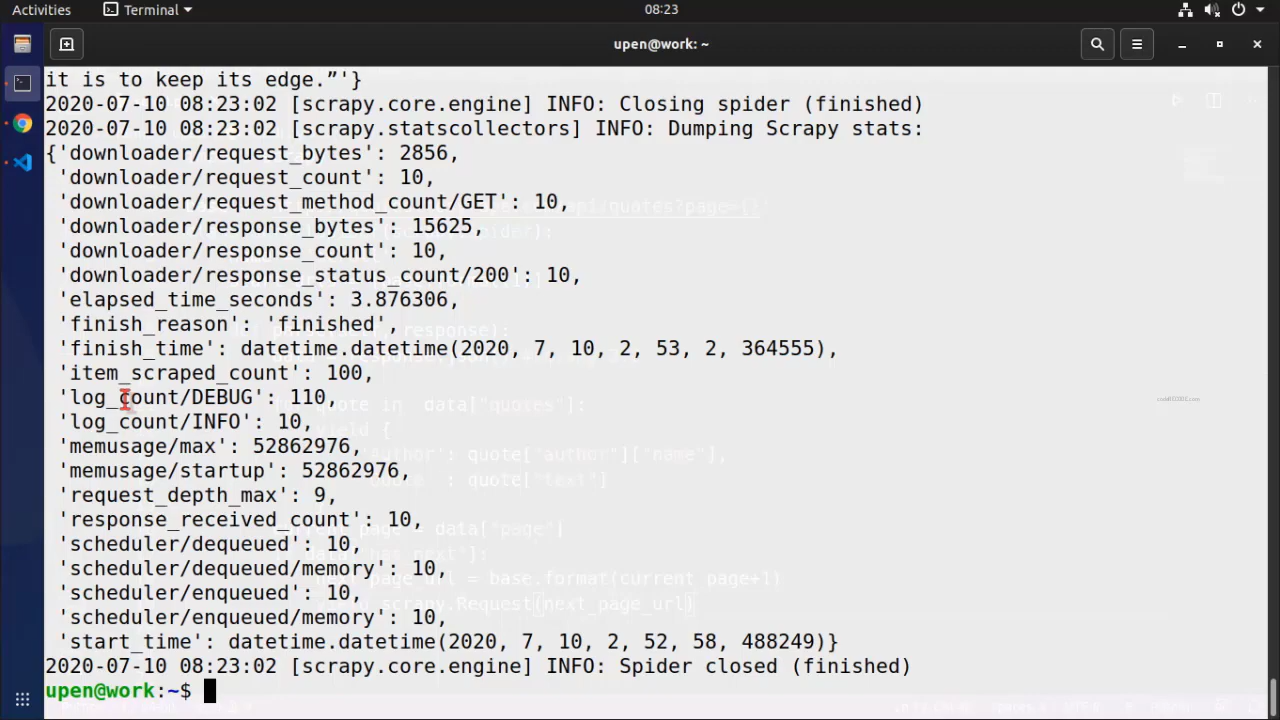 Activities Terminal 08:23
upen@work: ~
it is to keep its edge.”'}
2020-07-10 08:23:02 [scrapy.core.engine] INFO: Closing spider (finished)
2020-07-10 08:23:02 [scrapy.statscollectors] INFO: Dumping Scrapy stats:
{'downloader/request_bytes': 2856,
'downloader/request_count': 10,
'downloader/request_method_count/GET': 10,
'downloader/response_bytes': 15625,
'downloader/response_count': 10,
'downloader/response_status_count/200': 10,
'elapsed_time_seconds': 3.876306,
'finish_reason': 'finished',
'finish_time': datetime.datetime(2020, 7, 10, 2, 53, 2, 364555),
'item_scraped_count': 100,
'log_count/DEBUG': 110,
'log_count/INFO': 10,
'memusage/max': 52862976,
'memusage/startup': 52862976,
'request_depth_max': 9,
'response_received_count': 10,
'scheduler/dequeued': 10,
'scheduler/dequeued/memory': 10,
'scheduler/enqueued': 10,
'scheduler/enqueued/memory': 10,
'start_time': datetime.datetime(2020, 7, 10, 2, 52, 58, 488249)}
2020-07-10 08:23:02 [scrapy.core.engine] INFO: Spider closed (finished)
upen@work:~$